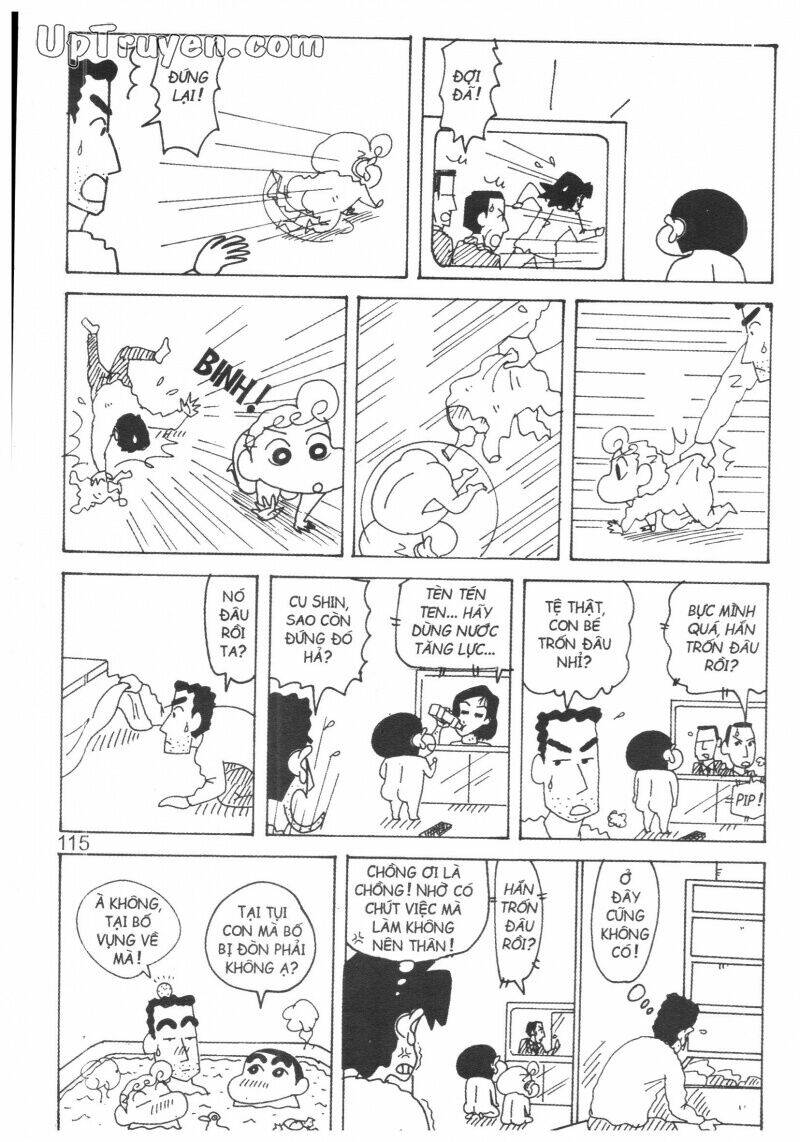 UpTruyen.com
ĐỢI
ĐÃ!
ĐỨNG
LẠI!
BINH!
BỰC MÌNH
QUÁ, HẮN
TRỐN ĐÂU
RỒI?
PIP!
TỆ THẬT,
CON BÉ
TRỐN ĐÂU
NHỈ?
TÈN TÉN
TEN... HÃY
DÙNG NƯỚC
TĂNG LỰC...
CU SHIN,
SAO CÒN
ĐỨNG ĐÓ
HẢ?
NÓ
ĐÂU
RỒI
TA?
115
Ở
ĐÂY
CŨNG
KHÔNG
CÓ!
HẮN
TRỐN
ĐÂU
RỒI?
CHỒNG ƠI LÀ
CHỒNG! NHỜ CÓ
CHÚT VIỆC MÀ
LÀM KHÔNG
NÊN THÂN!
TẠI TỤI
CON MÀ BỐ
BỊ ĐÒN PHẢI
KHÔNG Ạ?
À KHÔNG,
TẠI BỐ
VỤNG VỀ
MÀ!